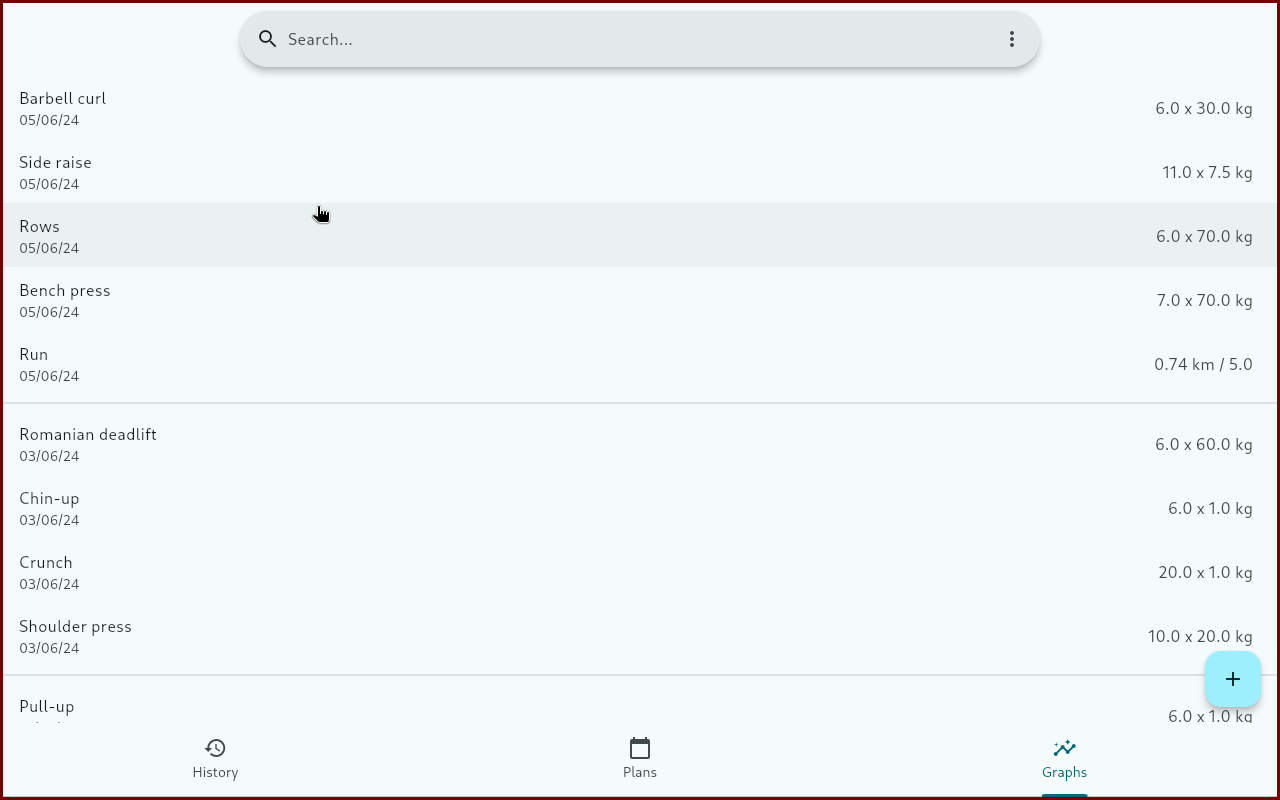 Search...
Barbell curl
05/06/24
6.0 x 30.0 kg
Side raise
05/06/24
11.0 x 7.5 kg
Rows
05/06/24
6.0 x 70.0 kg
Bench press
05/06/24
7.0 x 70.0 kg
Run
05/06/24
0.74 km / 5.0
Romanian deadlift
03/06/24
6.0 x 60.0 kg
Chin-up
03/06/24
6.0 x 1.0 kg
Crunch
03/06/24
20.0 x 1.0 kg
Shoulder press
03/06/24
10.0 x 20.0 kg
Pull-up
6.0 x 1.0 kg
History
Plans
Graphs